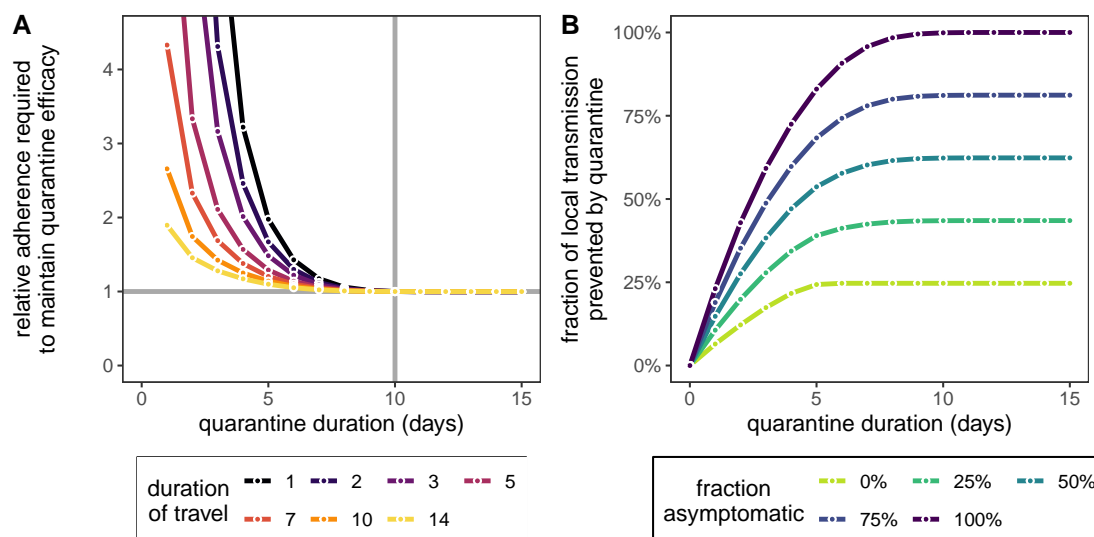 A
relative adherence required
to maintain quarantine efficacy
4
3
2
1
0
0
5
10
15
quarantine duration (days)
duration
of travel
1
2
3
5
7
10
14
B
fraction of local transmission
prevented by quarantine
100%
75%
50%
25%
0%
0
5
10
15
quarantine duration (days)
fraction
asymptomatic
0%
25%
50%
75%
100%